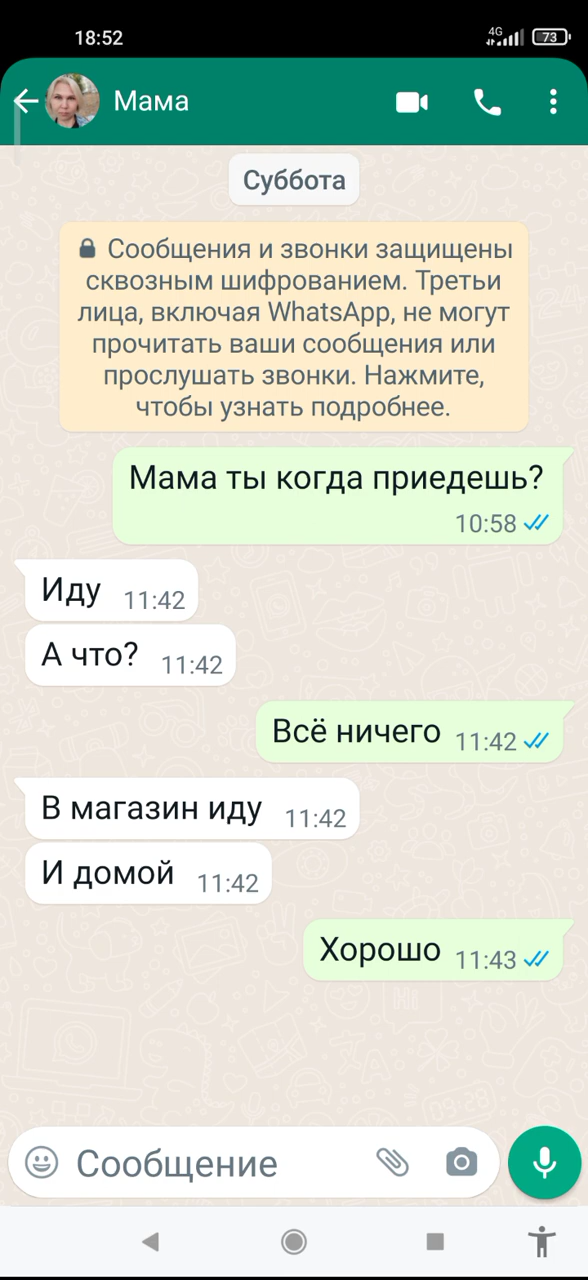 18:52
4G
73
Мама
Суббота
Сообщения и звонки защищены
сквозным шифрованием. Третьи
лица, включая WhatsApp, не могут
прочитать ваши сообщения или
прослушать звонки. Нажмите,
чтобы узнать подробнее.
Мама ты когда приедешь?
10:58
Иду 11:42
А что? 11:42
Всё ничего 11:42
В магазин иду 11:42
И домой 11:42
Хорошо 11:43
Сообщение